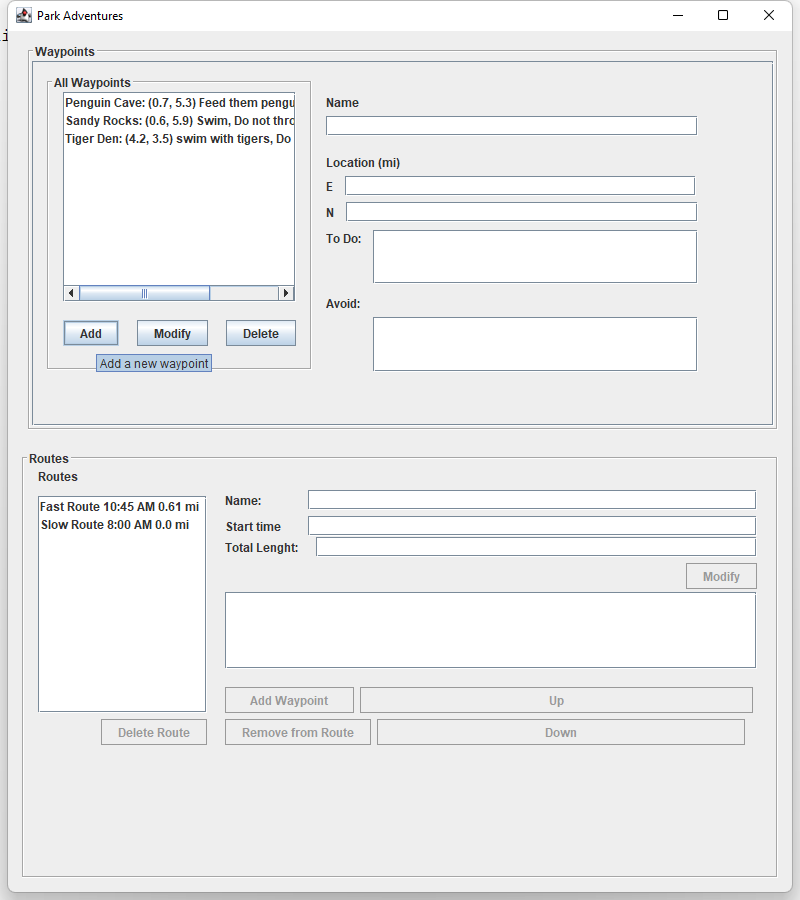 Park Adventures
Waypoints
All Waypoints
Penguin Cave: (0.7, 5.3) Feed them pengu
Sandy Rocks: (0.6, 5.9) Swim, Do not thro
Tiger Den: (4.2, 3.5) swim with tigers, Do
Add
Modify
Delete
Add a new waypoint
Name
Location (mi)
E
N
To Do:
Avoid:
Routes
Routes
Fast Route 10:45 AM 0.61 mi
Slow Route 8:00 AM 0.0 mi
Delete Route
Name:
Start time
Total Lenght:
Modify
Add Waypoint
Up
Remove from Route
Down